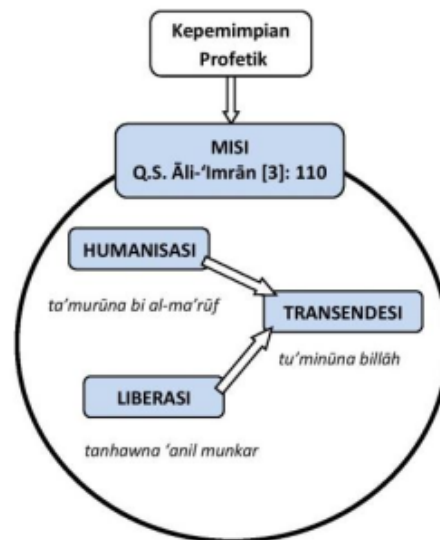 Kepemimpian
Profetik
MISI
Q.S. Āli-‘Imrān [3]: 110
HUMANISASI
ta’murūna bi al-ma’rūf
TRANSENDESI
tu’minūna billāh
LIBERASI
tanhawna ‘anil munkar